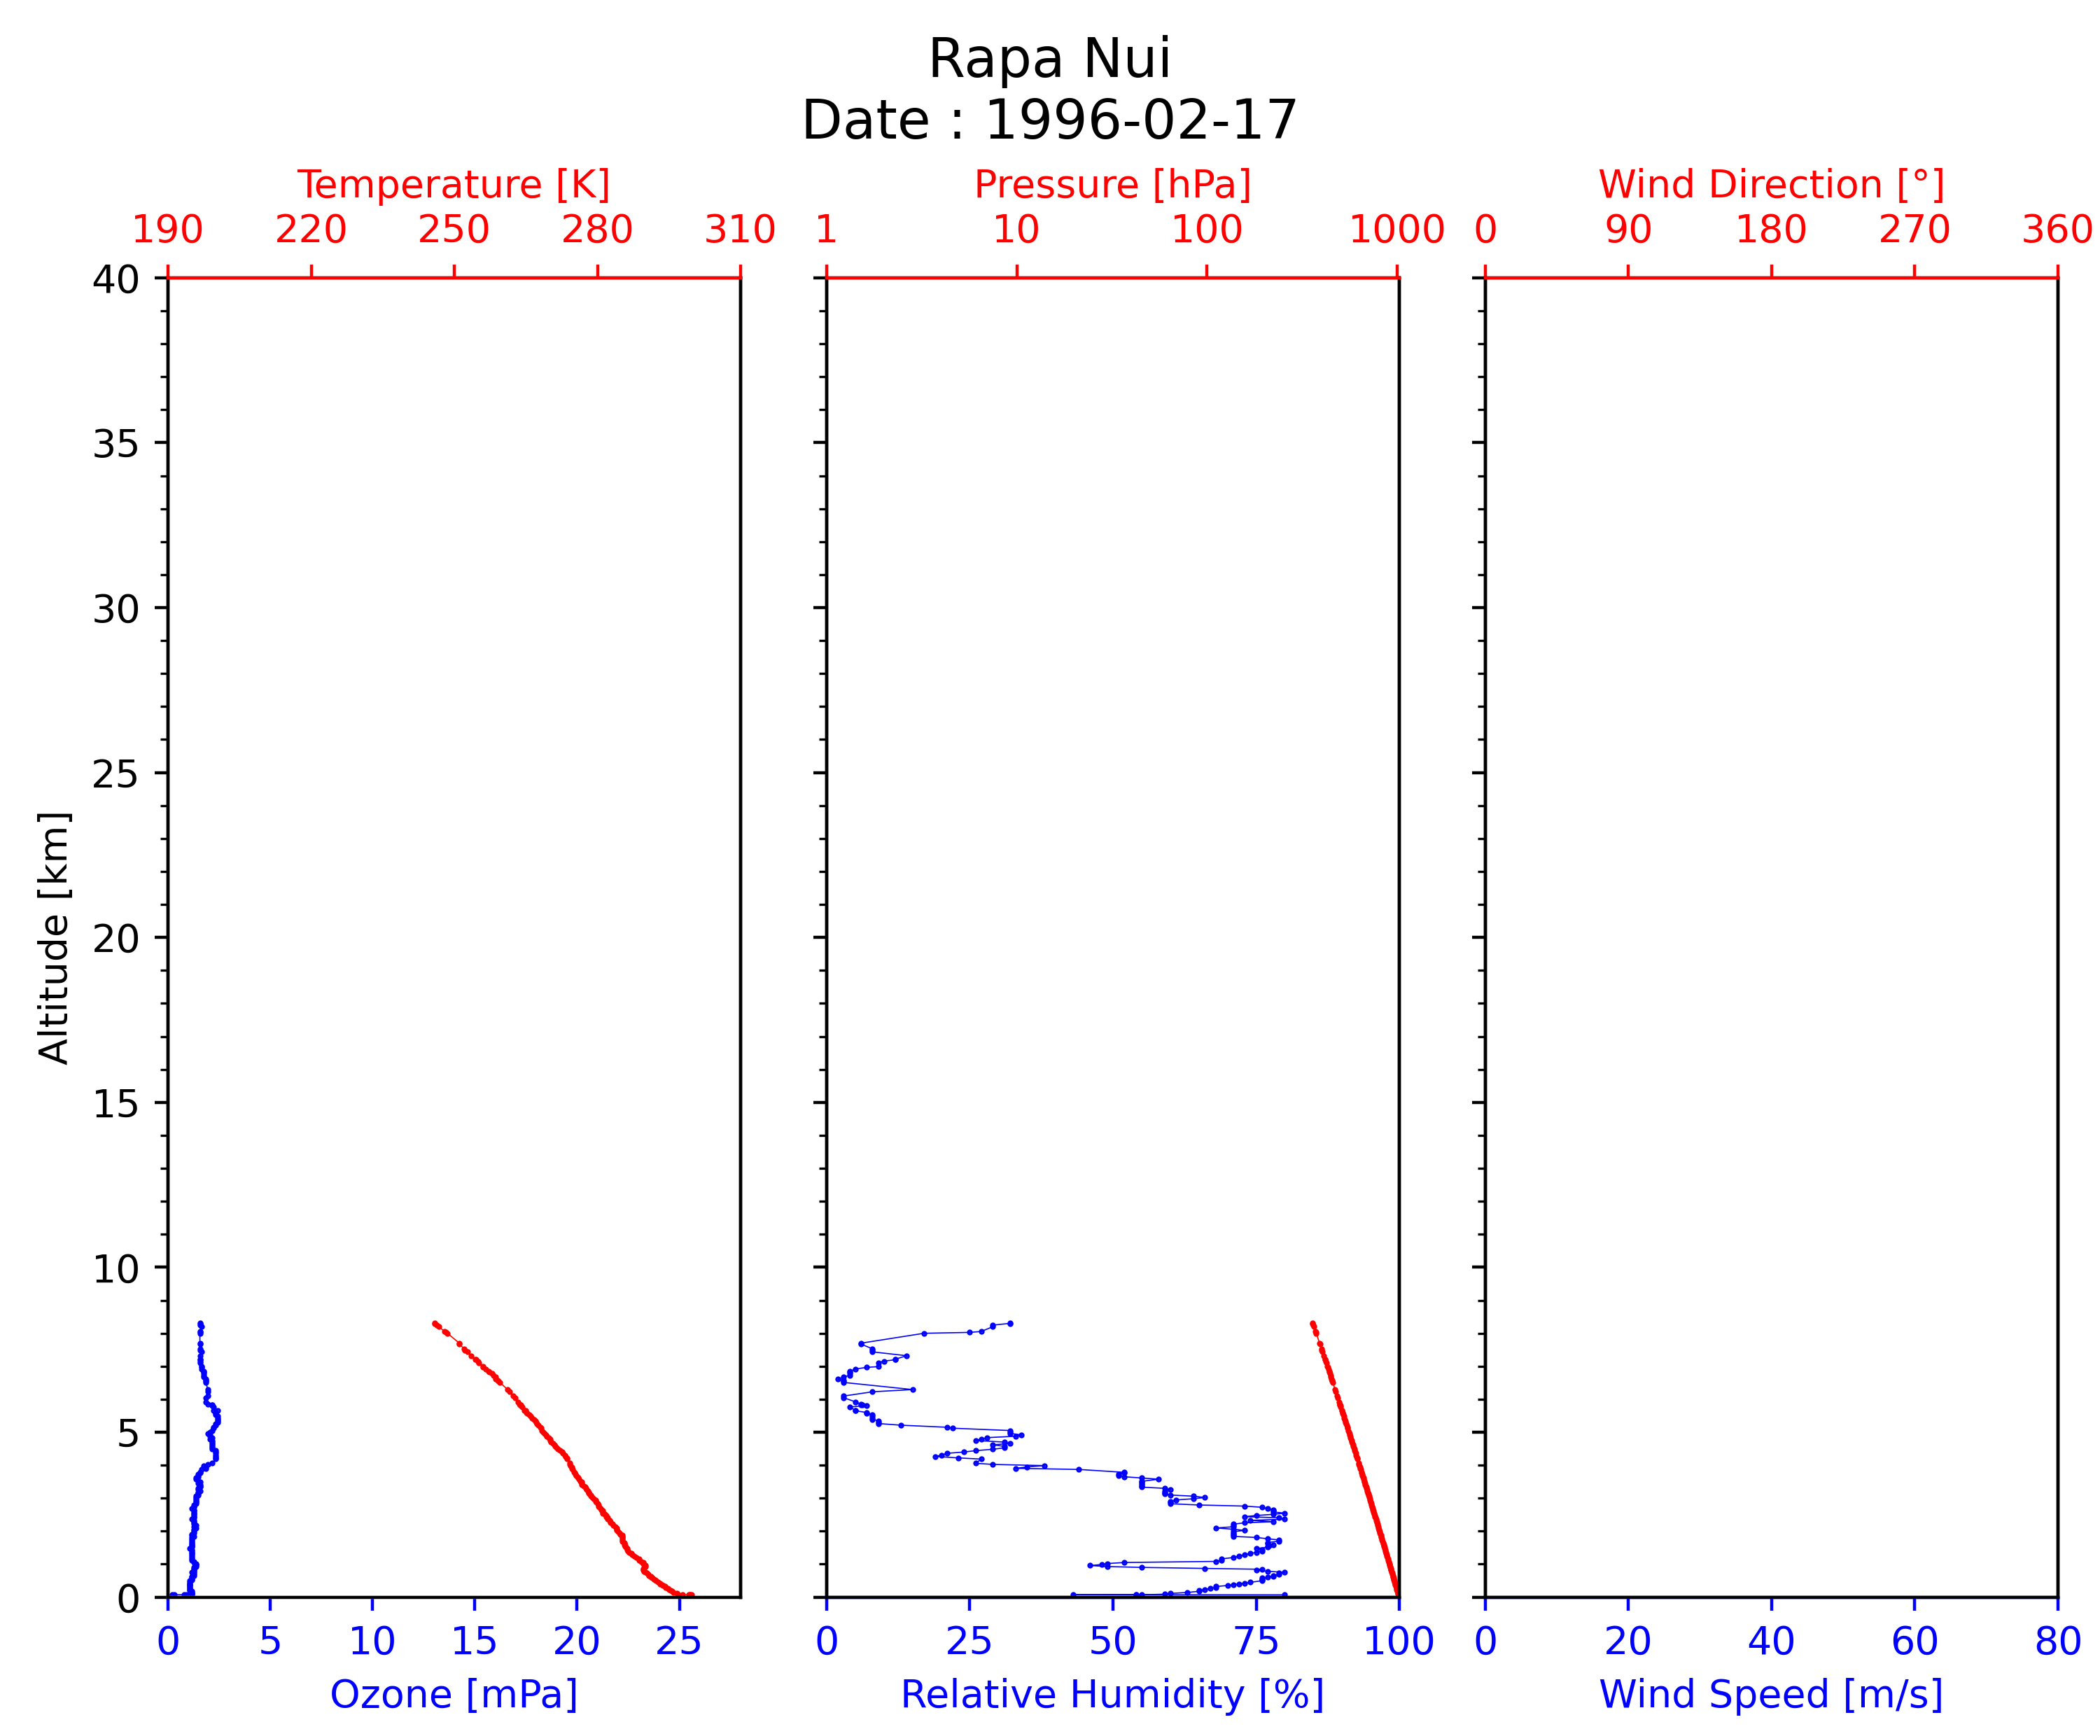 Rapa Nui
Date : 1996-02-17
Temperature [K]
190 220 250 280 310
Pressure [hPa]
1 10 100 1000
Wind Direction [°]
0 90 180 270 360
Altitude [km]
40
35
30
25
20
15
10
5
0
0 5 10 15 20 25
Ozone [mPa]
0 25 50 75 100
Relative Humidity [%]
0 20 40 60 80
Wind Speed [m/s]